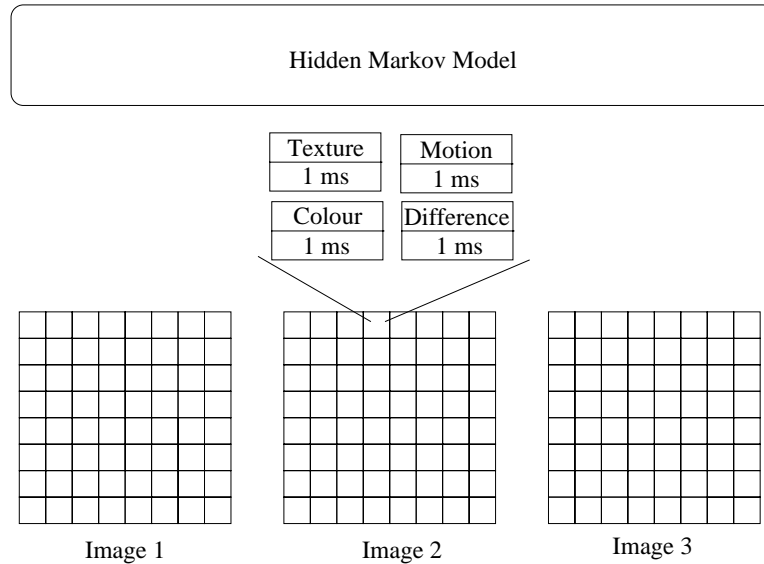 Hidden Markov Model
Texture
1 ms
Motion
1 ms
Colour
1 ms
Difference
1 ms
Image 1
Image 2
Image 3